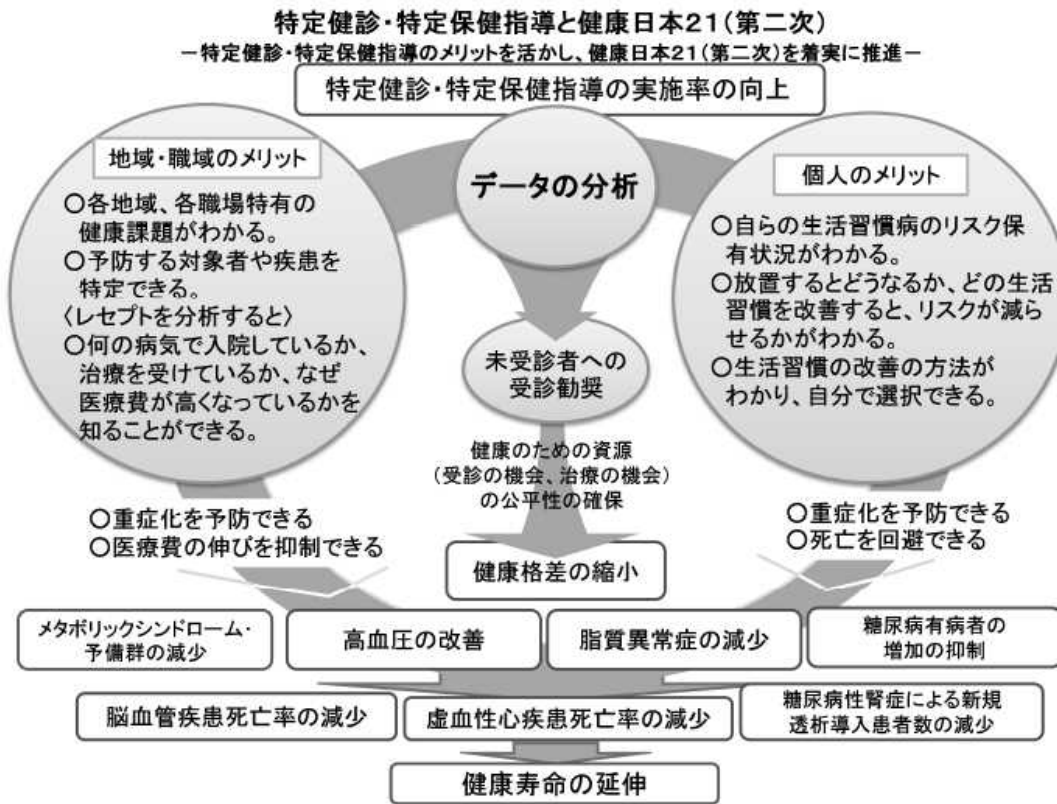 特定健診・特定保健指導と健康日本21(第二次)
－特定健診・特定保健指導のメリットを活かし、健康日本21(第二次)を着実に推進－
特定健診・特定保健指導の実施率の向上
地域・職域のメリット
○各地域、各職場特有の
健康課題がわかる。
○予防する対象者や疾患を
特定できる。
〈レセプトを分析すると〉
○何の病気で入院しているか、
治療を受けているか、なぜ
医療費が高くなっているかを
知ることができる。
○重症化を予防できる
○医療費の伸びを抑制できる
データの分析
未受診者への
受診勧奨
健康のための資源
(受診の機会、治療の機会)
の公平性の確保
健康格差の縮小
個人のメリット
○自らの生活習慣病のリスク保
有状況がわかる。
○放置するとどうなるか、どの生活
習慣を改善すると、リスクが減ら
せるかがわかる。
○生活習慣の改善の方法が
わかり、自分で選択できる。
○重症化を予防できる
○死亡を回避できる
メタボリックシンドローム・
予備群の減少
高血圧の改善
脂質異常症の減少
糖尿病有病者の
増加の抑制
脳血管疾患死亡率の減少
虚血性心疾患死亡率の減少
糖尿病性腎症による新規
透析導入患者数の減少
健康寿命の延伸